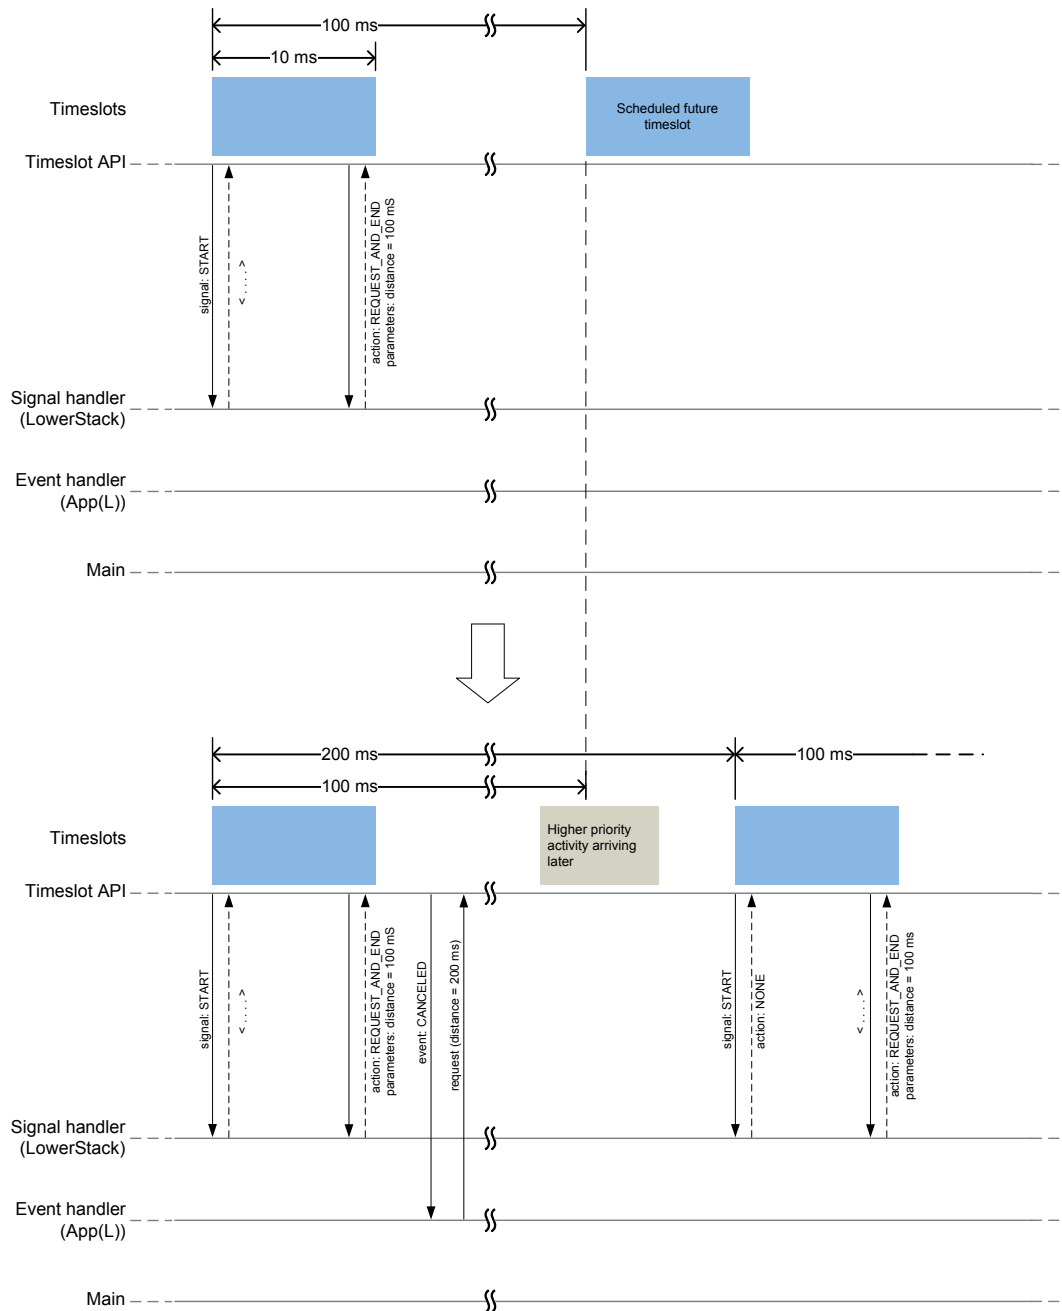 100 ms
10 ms
Timeslots
Scheduled future
timeslot
Timeslot API
signal: START
< . . . . >
action: REQUEST_AND_END
parameters: distance = 100 mS
Signal handler
(LowerStack)
Event handler
(App(L))
Main
200 ms
100 ms
100 ms
Timeslots
Higher priority
activity arriving
later
Timeslot API
signal: START
< . . . . >
action: REQUEST_AND_END
parameters: distance = 100 mS
event: CANCELED
request (distance = 200 ms)
signal: START
action: NONE
< . . . . >
action: REQUEST_AND_END
parameters: distance = 100 ms
Signal handler
(LowerStack)
Event handler
(App(L))
Main